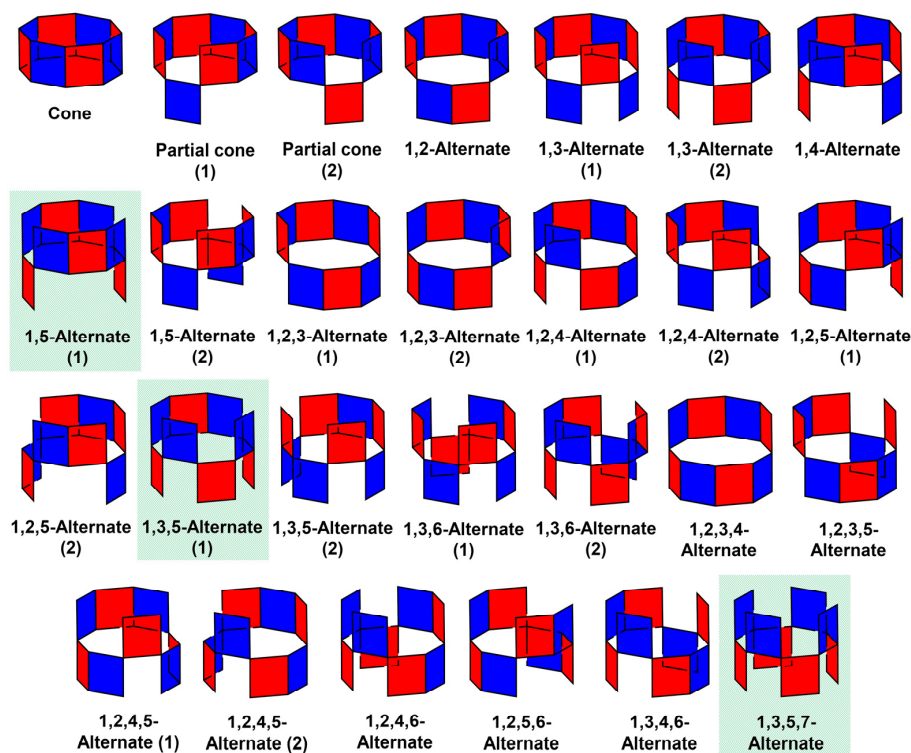 Cone
Partial cone
(1)
Partial cone
(2)
1,2-Alternate
1,3-Alternate
(1)
1,3-Alternate
(2)
1,4-Alternate
1,5-Alternate
(1)
1,5-Alternate
(2)
1,2,3-Alternate
(1)
1,2,3-Alternate
(2)
1,2,4-Alternate
(1)
1,2,4-Alternate
(2)
1,2,5-Alternate
(1)
1,2,5-Alternate
(2)
1,3,5-Alternate
(1)
1,3,5-Alternate
(2)
1,3,6-Alternate
(1)
1,3,6-Alternate
(2)
1,2,3,4-
Alternate
1,2,3,5-
Alternate
1,2,4,5-
Alternate (1)
1,2,4,5-
Alternate (2)
1,2,4,6-
Alternate
1,2,5,6-
Alternate
1,3,4,6-
Alternate
1,3,5,7-
Alternate